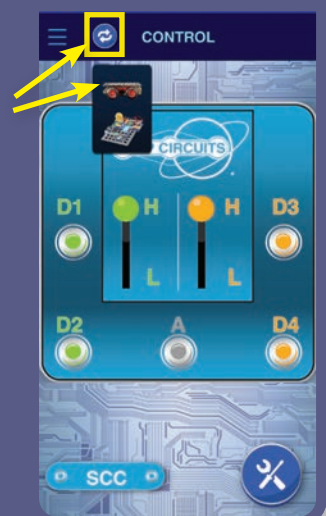 CONTROL
CIRCUITS
D1 H H D3
L L
D2 A D4
SCC